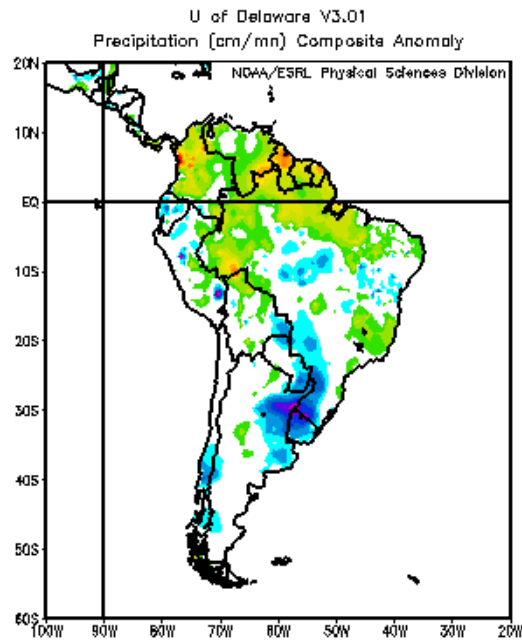 U of Delaware V3.01
Precipitation (cm/mn) Composite Anomaly
NOAA/ESRL Physical Sciences Division
20N
10N
EQ
10S
20S
30S
40S
50S
60S
100W 90W 80W 70W 60W 50W 40W 30W 20W